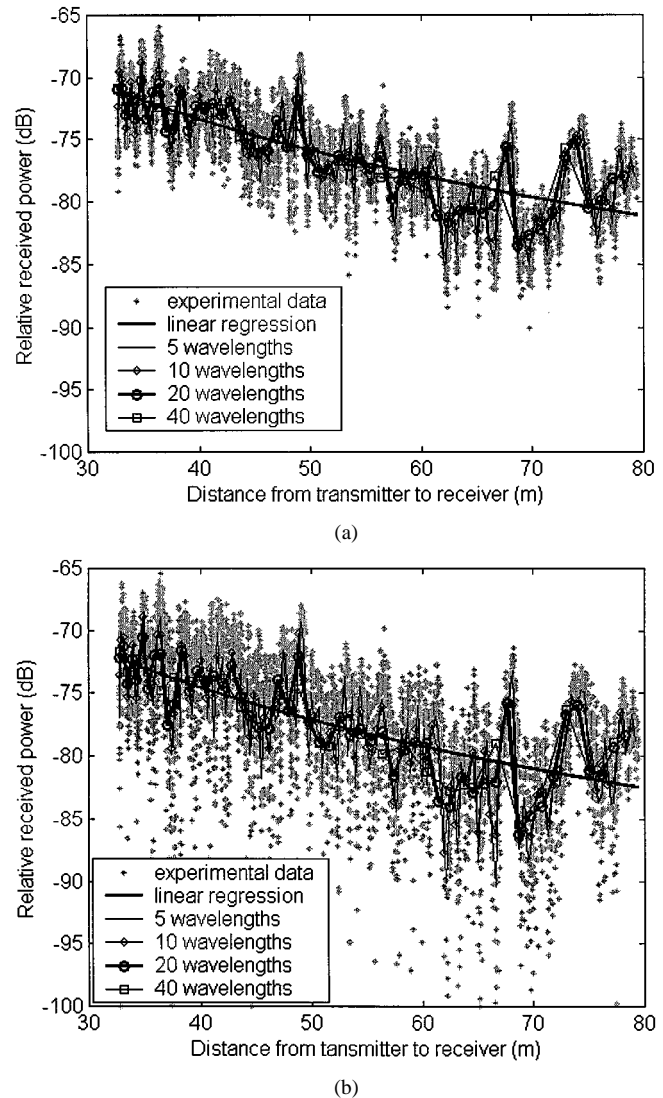 -65
-70
-75
-80
-85
-90
-95
-100
Relative received power (dB)
experimental data
linear regression
5 wavelengths
10 wavelengths
20 wavelengths
40 wavelengths
30 40 50 60 70 80
Distance from transmitter to receiver (m)
(a)
-65
-70
-75
-80
-85
-90
-95
-100
Relative received power (dB)
experimental data
linear regression
5 wavelengths
10 wavelengths
20 wavelengths
40 wavelengths
30 40 50 60 70 80
Distance from tansmitter to receiver (m)
(b)